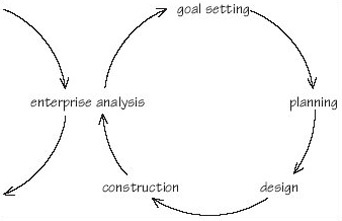 goal setting
enterprise analysis
planning
construction
design